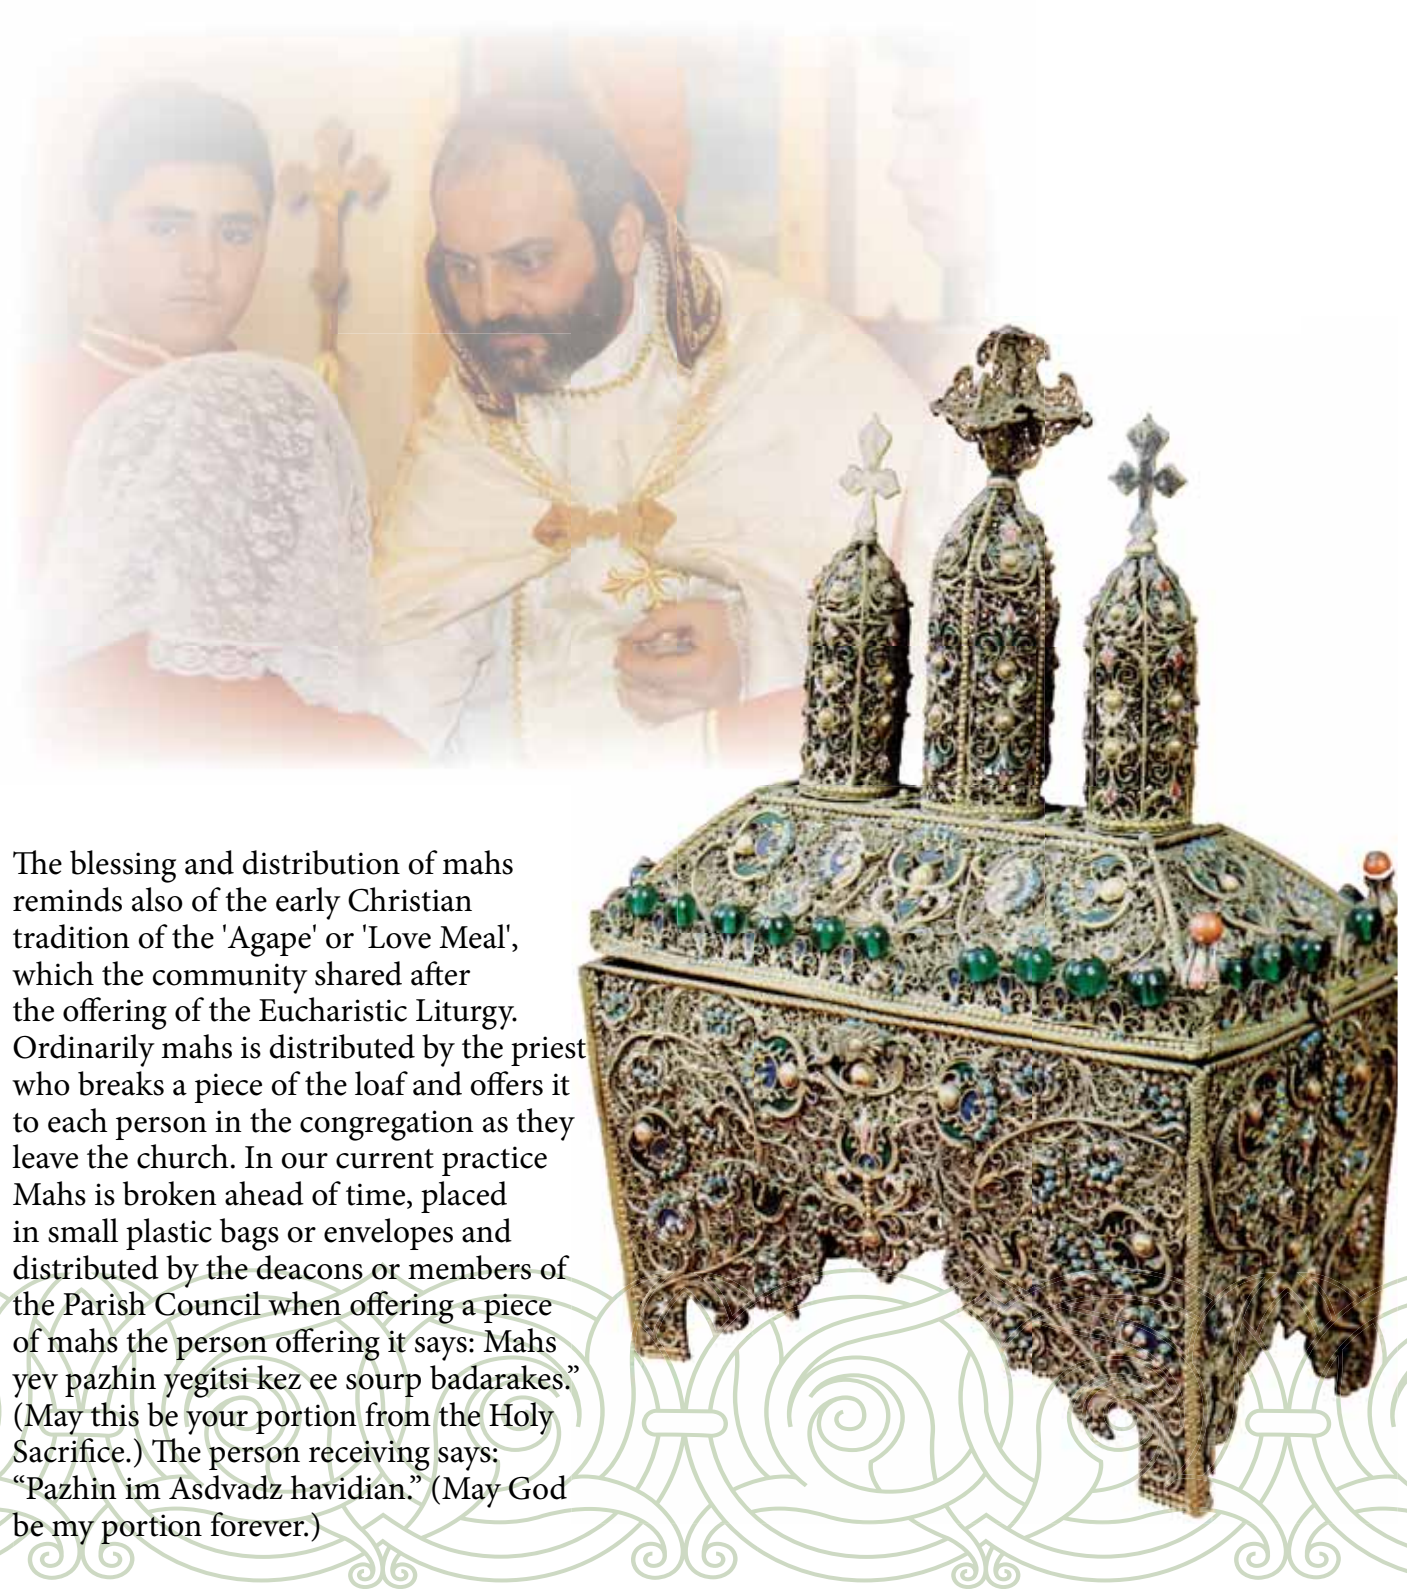 The blessing and distribution of mahs
reminds also of the early Christian
tradition of the 'Agape' or 'Love Meal',
which the community shared after
the offering of the Eucharistic Liturgy.
Ordinarily mahs is distributed by the priest
who breaks a piece of the loaf and offers it
to each person in the congregation as they
leave the church. In our current practice
Mahs is broken ahead of time, placed
in small plastic bags or envelopes and
distributed by the deacons or members of
the Parish Council when offering a piece
of mahs the person offering it says: Mahs
yev pazhin yegitsi kez ee sourp badarakes.”
(May this be your portion from the Holy
Sacrifice.) The person receiving says:
“Pazhin im Asdvadz havidian.” (May God
be my portion forever.)